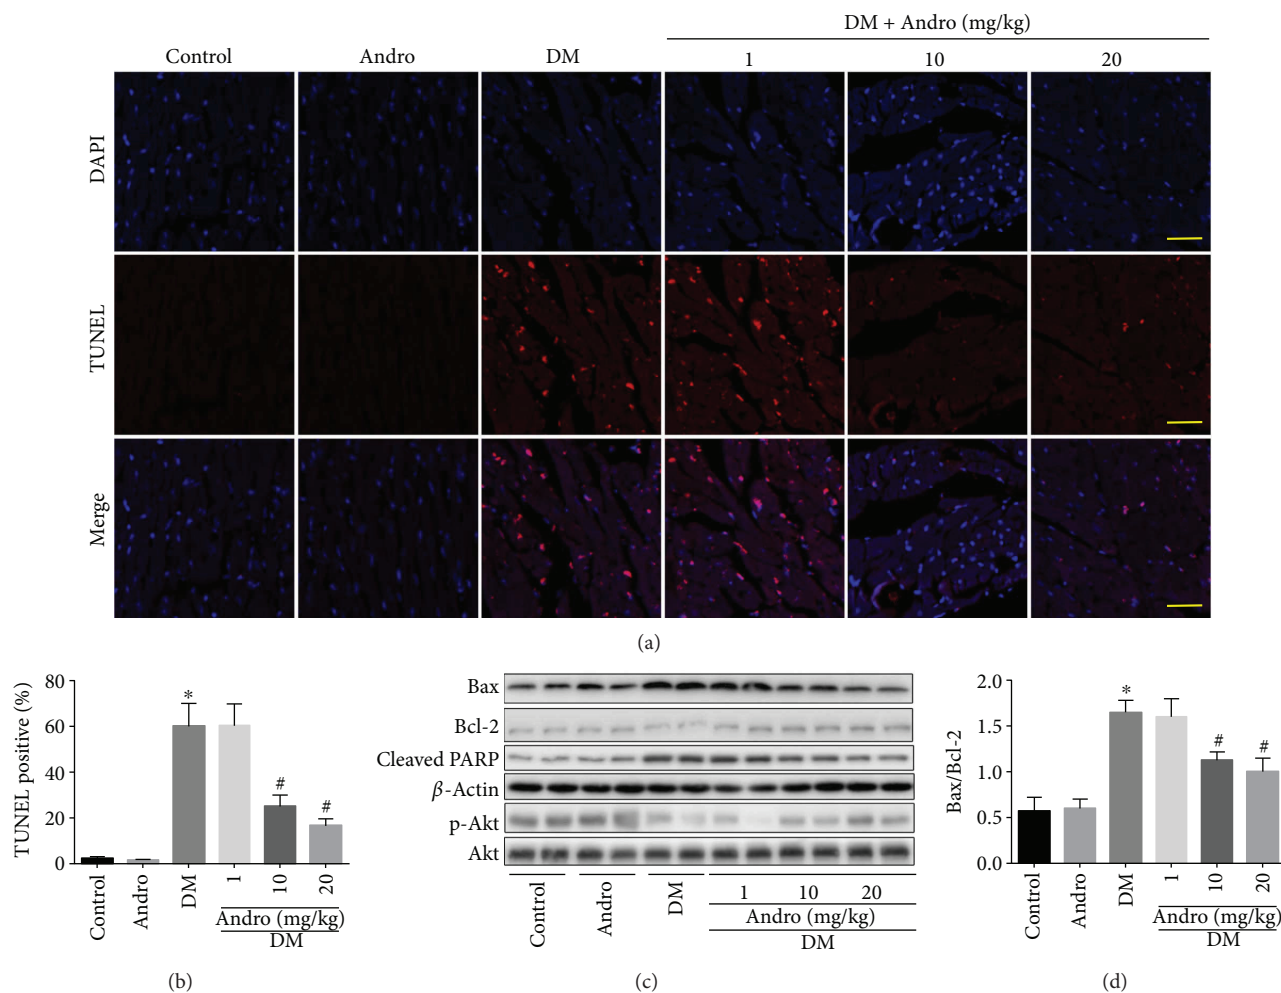 DM + Andro (mg/kg)
Control Andro DM 1 10 20
DAPI
TUNEL
Merge
(a)
TUNEL positive (%)
80
60
40
20
0
*
#
#
Control
Andro
DM
1
10
20
Andro (mg/kg)
DM
(b)
Bax
Bcl-2
Cleaved PARP
β-Actin
p-Akt
Akt
Control
Andro
DM
1 10 20
Andro (mg/kg)
DM
(c)
Bax/Bcl-2
2.0
1.5
1.0
0.5
0.0
*
#
#
Control
Andro
DM
1
10
20
Andro (mg/kg)
DM
(d)